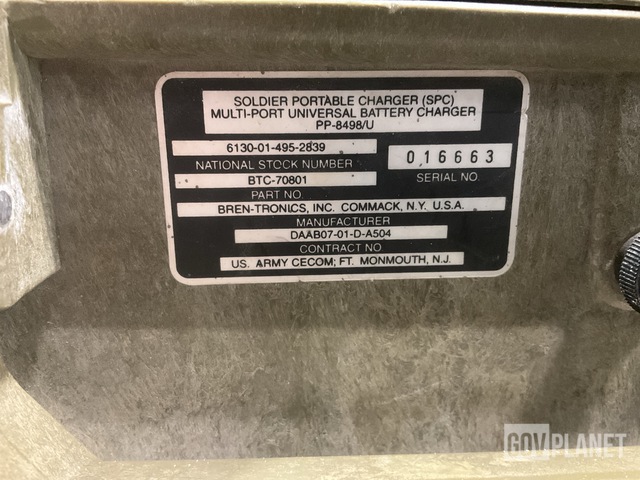 SOLDIER PORTABLE CHARGER (SPC)
MULTI-PORT UNIVERSAL BATTERY CHARGER
PP-8498/U
6130-01-495-2839
NATIONAL STOCK NUMBER
016663
SERIAL NO.
BTC-70801
PART NO.
BREN-TRONICS, INC. COMMACK, N.Y. U.S.A.
MANUFACTURER
DAAB07-01-D-A504
CONTRACT NO.
US. ARMY CECOM; FT. MONMOUTH, N.J.
GOVPLANET